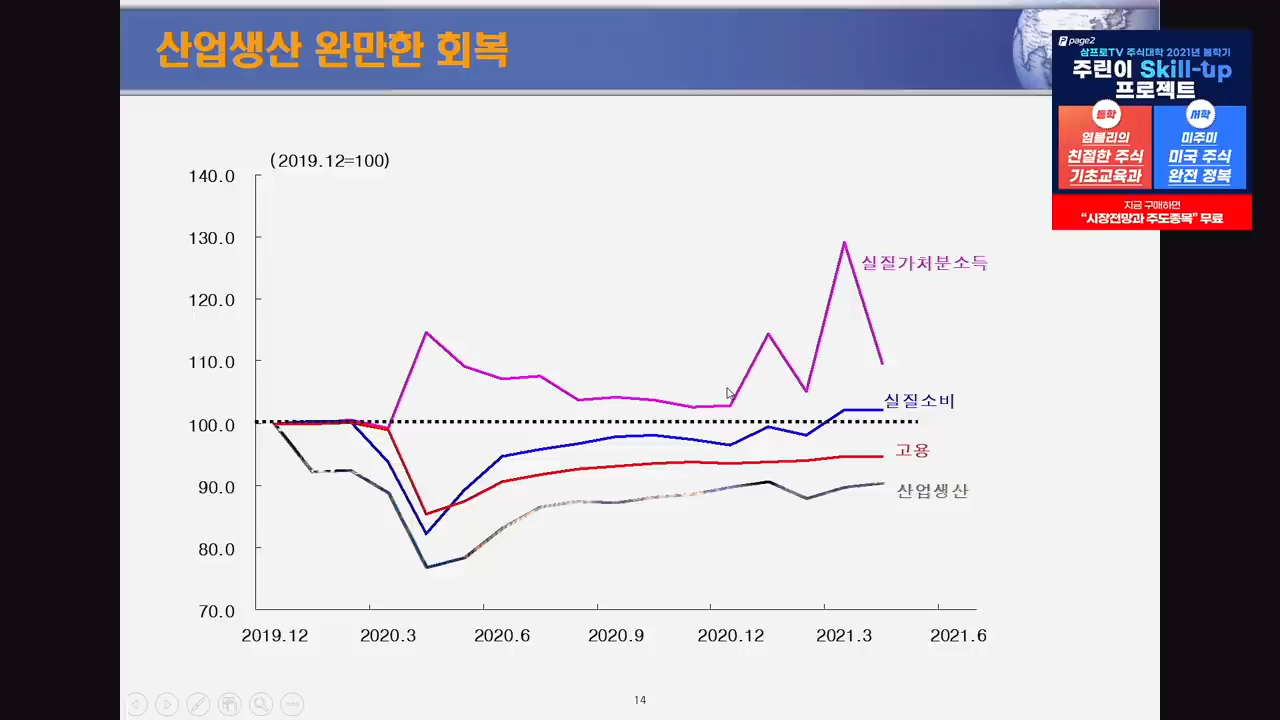 산업생산 완만한 회복
page2
삼프로TV 주식대학 2021년 봄학기
주린이 Skill-up
프로젝트
동학
염블리의
친절한 주식
기초교육과
서학
미주미
미국 주식
완전 정복
지금 구매하면
"시장전망과 주도종목" 무료
(2019.12=100)
140.0
130.0
120.0
110.0
100.0
90.0
80.0
70.0
실질가처분소득
실질소비
고용
산업생산
2019.12 2020.3 2020.6 2020.9 2020.12 2021.3 2021.6
14